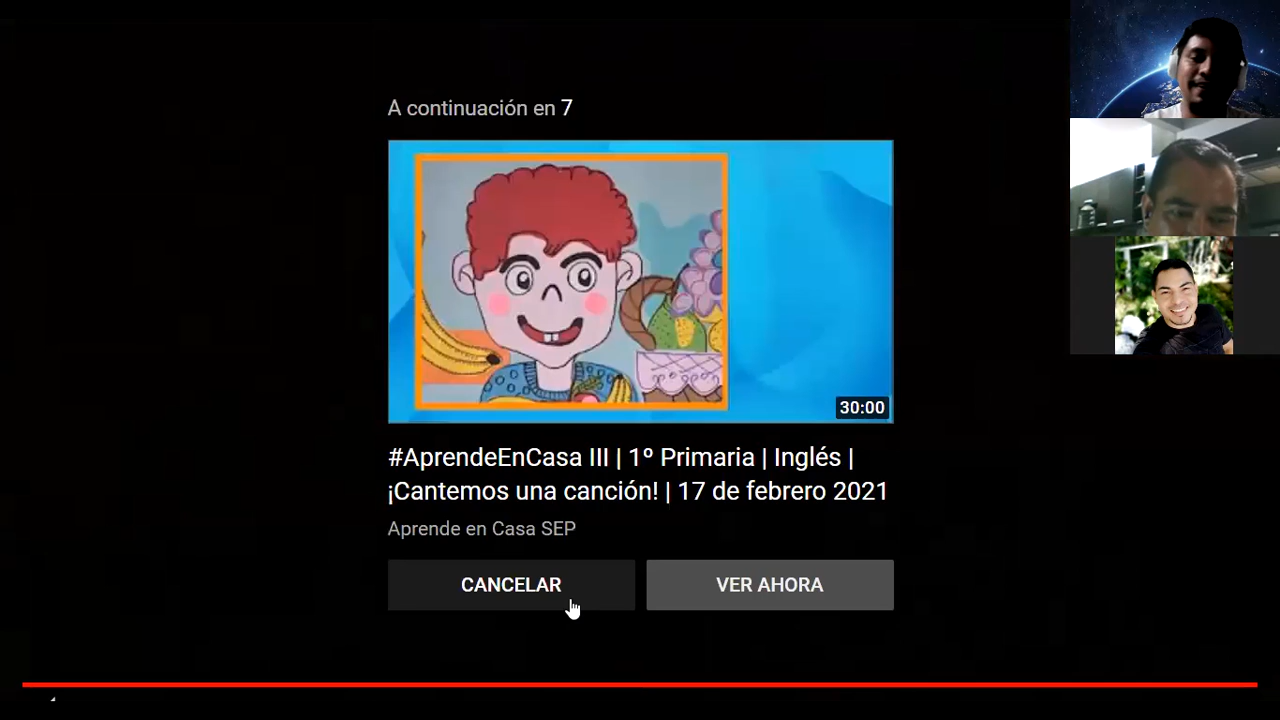 A continuación en 7
30:00
#AprendeEnCasa III | 1º Primaria | Inglés |
¡Cantemos una canción! | 17 de febrero 2021
Aprende en Casa SEP
CANCELAR
VER AHORA